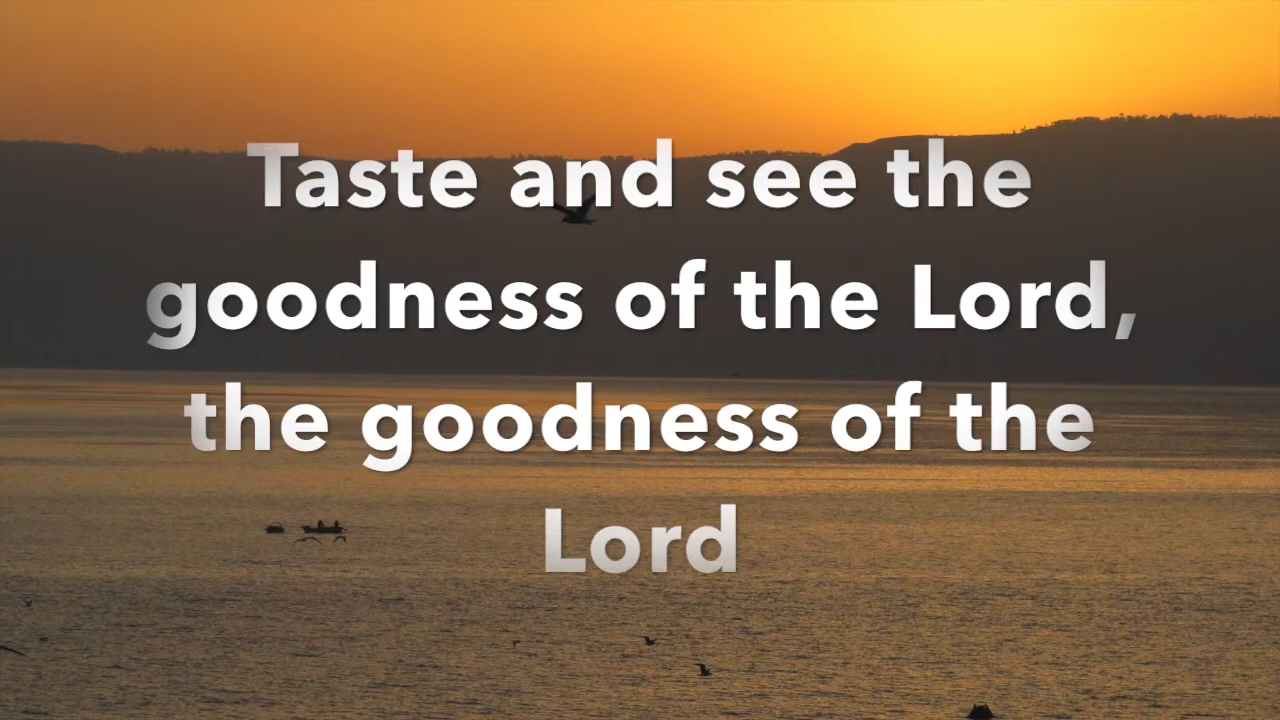 Taste and see the
goodness of the Lord,
the goodness of the
Lord